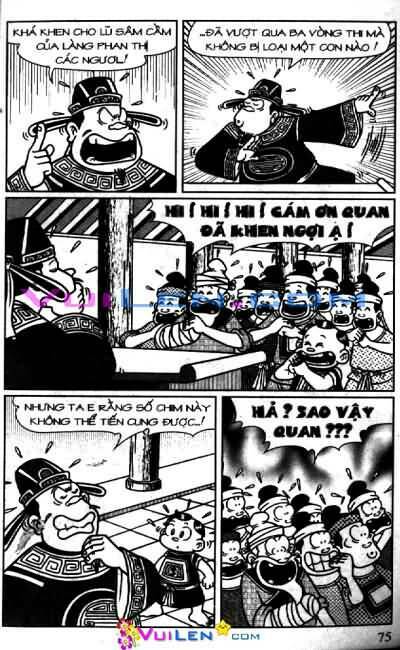 KHÁ KHEN CHO LŨ SÂM CẦM
CỦA LÀNG PHAN THỊ
CÁC NGƯƠI..!
...ĐÃ VƯỢT QUA BA VÒNG THI MÀ
KHÔNG BỊ LOẠI MỘT CON NÀO !
HI ! HI ! HI ! CÁM ƠN QUAN
ĐÃ KHEN NGỢI Ạ !
VUILEN.COM
NHƯNG TA E RẰNG SỐ CHIM NÀY
KHÔNG THỂ TIẾN CUNG ĐƯỢC...!
HẢ ? SAO VẬY
QUAN ???
75
VUILEN.COM